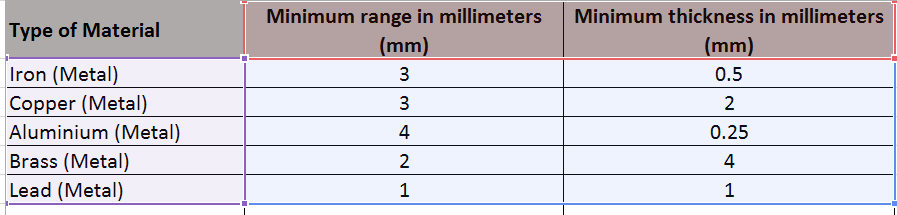 Type of Material
Minimum range in millimeters
(mm)
Minimum thickness in millimeters
(mm)
Iron (Metal) 3 0.5
Copper (Metal) 3 2
Aluminium (Metal) 4 0.25
Brass (Metal) 2 4
Lead (Metal) 1 1